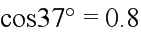 cos37° = 0.8